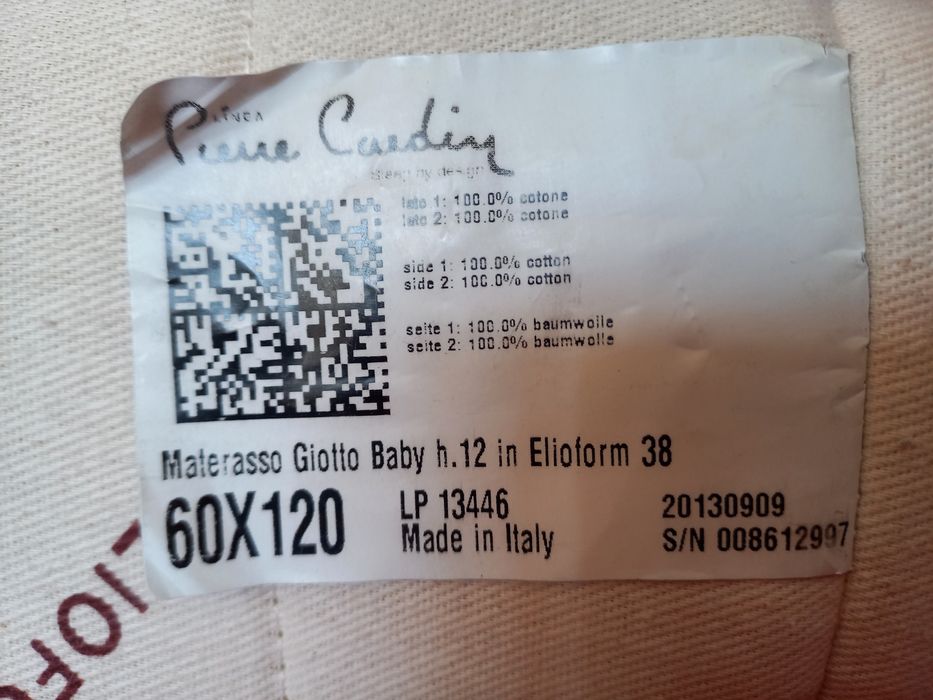 LINEA
Pierre Cardin
sleep by design
lato 1: 100.0% cotone
lato 2: 100.0% cotone
side 1: 100.0% cotton
side 2: 100.0% cotton
seite 1: 100.0% baumwolle
seite 2: 100.0% baumwolle
Materasso Giotto Baby h.12 in Elioform 38
60X120
LP 13446
20130909
Made in Italy
S/N 008612997
LIOFO